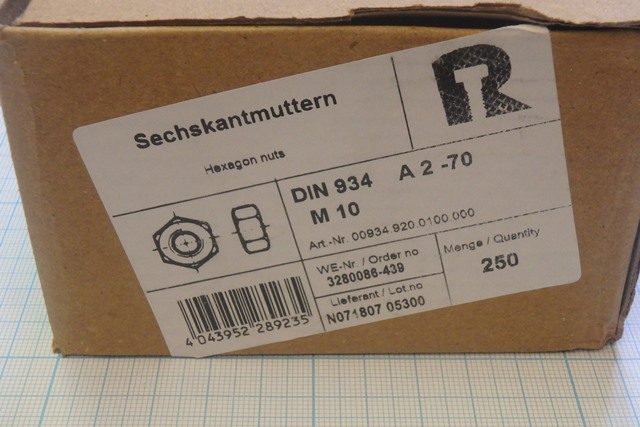 Sechskantmuttern
Hexagon nuts
RT
DIN 934 A 2 -70
M 10
Art.-Nr. 00934.920.0100.000
WE-Nr. / Order no
3280086-439
Menge / Quantity
250
Lieferant / Lot.no
N071807 05300
4 043952 289235